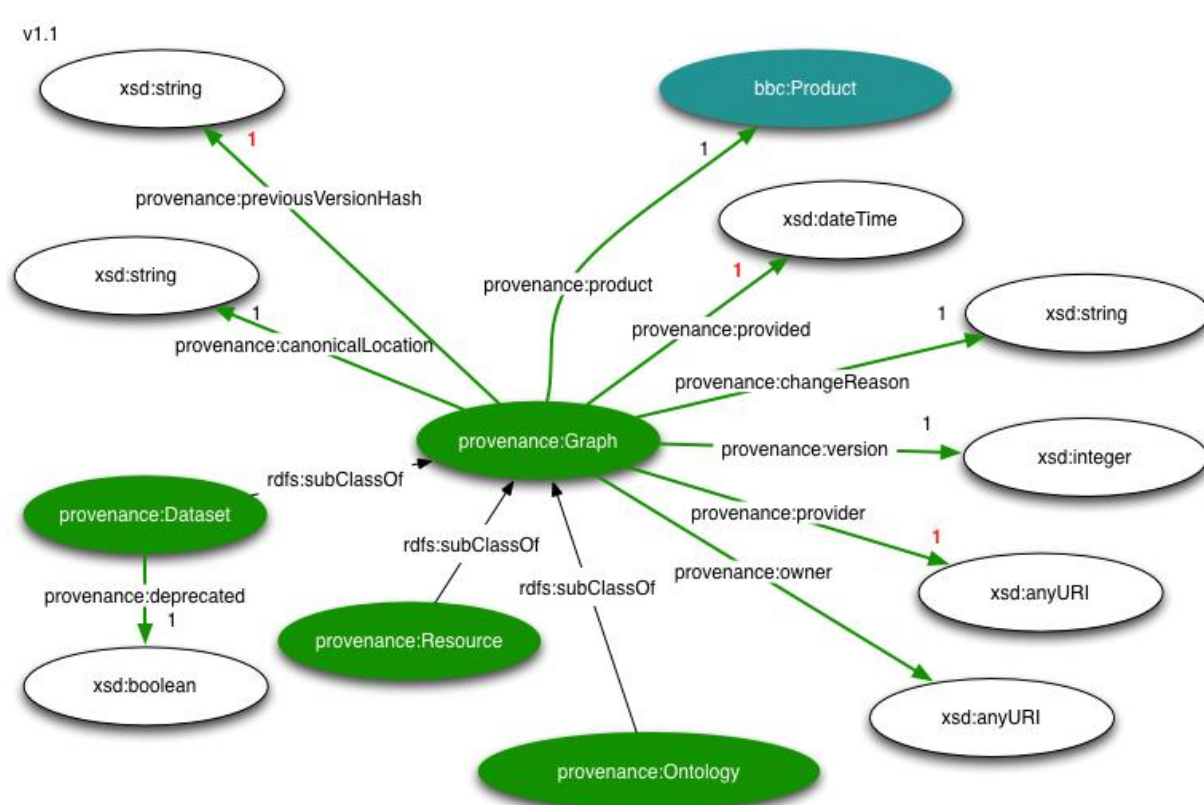 v1.1
xsd:string
bbc:Product
1
1
provenance:previousVersionHash
xsd:dateTime
xsd:string
1
provenance:product
1
xsd:string
1
provenance:provided
provenance:canonicalLocation
provenance:changeReason
1
provenance:Graph
provenance:version
xsd:integer
rdfs:subClassOf
provenance:Dataset
provenance:provider
1
rdfs:subClassOf
provenance:owner
rdfs:subClassOf
provenance:deprecated
xsd:anyURI
1
provenance:Resource
xsd:boolean
xsd:anyURI
provenance:Ontology